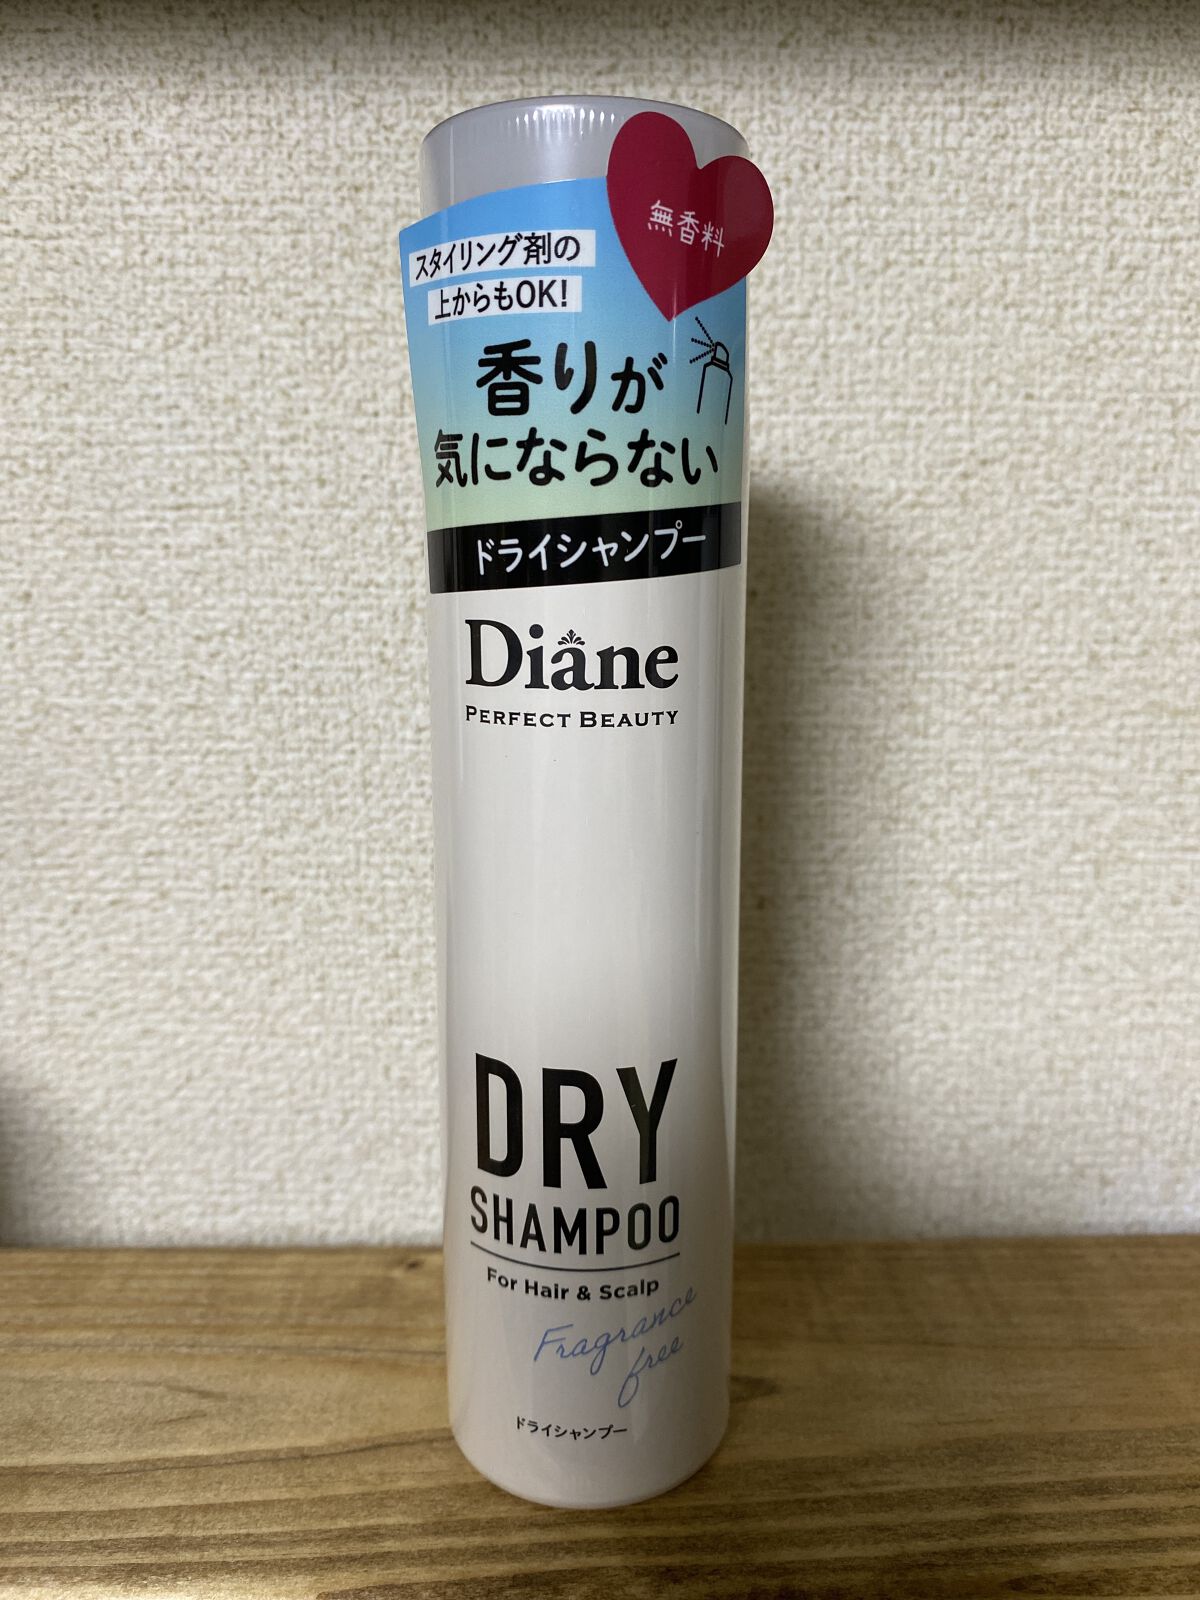 無香料
スタイリング剤の
上からもOK!
香りが
気にならない
ドライシャンプー
Diane
PERFECT BEAUTY
DRY
SHAMPOO
For Hair & Scalp
Fragrance
free
ドライシャンプー